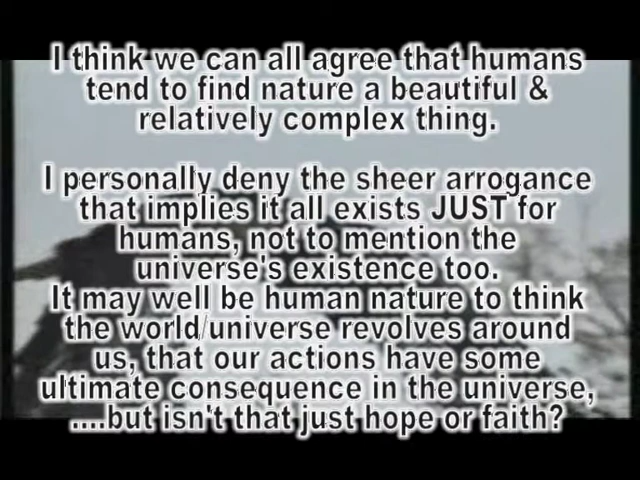 I think we can all agree that humans
tend to find nature a beautiful &
relatively complex thing.
I personally deny the sheer arrogance
that implies it all exists JUST for
humans, not to mention the
universe's existence too.
It may well be human nature to think
the world/universe revolves around
us, that our actions have some
ultimate consequence in the universe,
....but isn't that just hope or faith?